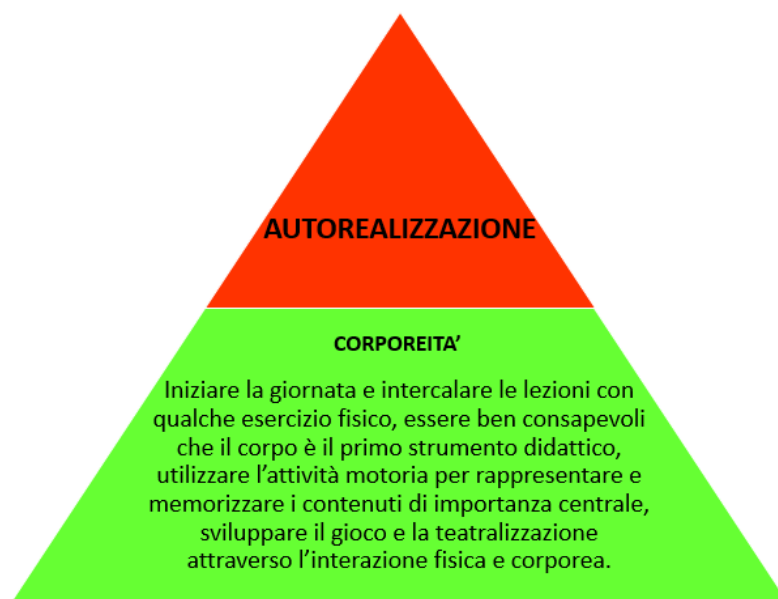 AUTOREALIZZAZIONE
CORPOREITA’
Iniziare la giornata e intercalare le lezioni con
qualche esercizio fisico, essere ben consapevoli
che il corpo è il primo strumento didattico,
utilizzare l’attività motoria per rappresentare e
memorizzare i contenuti di importanza centrale,
sviluppare il gioco e la teatralizzazione
attraverso l’interazione fisica e corporea.